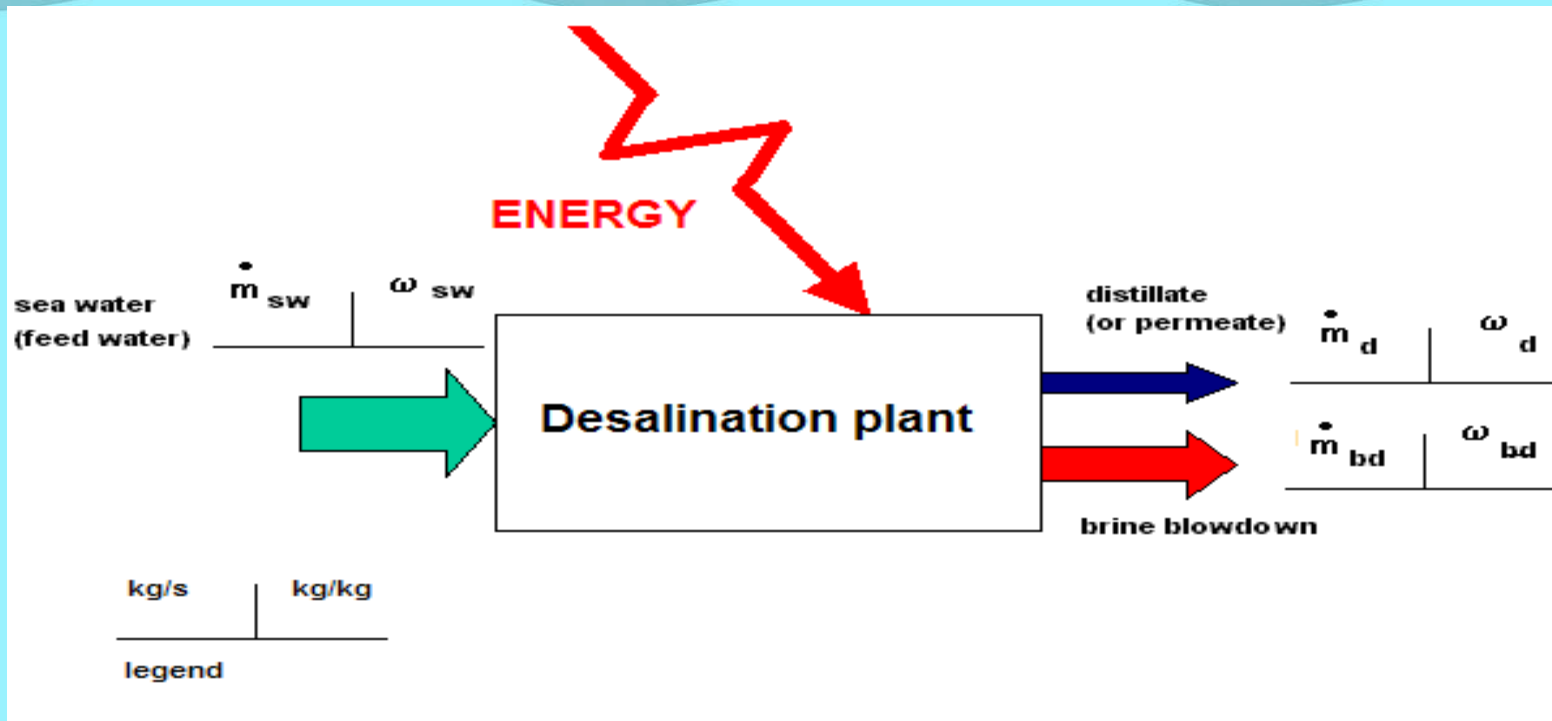 ENERGY
sea water
(feed water)
ṁ sw ω sw
Desalination plant
distillate
(or permeate)
ṁ d ω d
ṁ bd ω bd
brine blowdown
kg/s kg/kg
legend